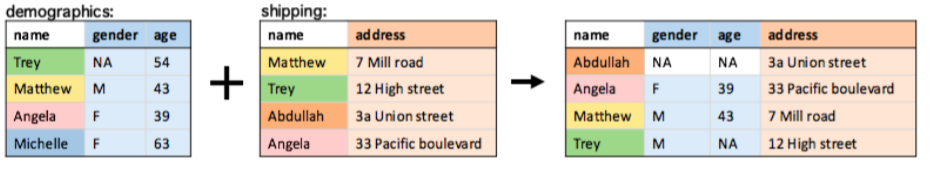 demographics:
name gender age
Trey NA 54
Matthew M 43
Angela F 39
Michelle F 63
+
shipping:
name address
Matthew 7 Mill road
Trey 12 High street
Abdullah 3a Union street
Angela 33 Pacific boulevard
→
name gender age address
Abdullah NA NA 3a Union street
Angela F 39 33 Pacific boulevard
Matthew M 43 7 Mill road
Trey M NA 12 High street